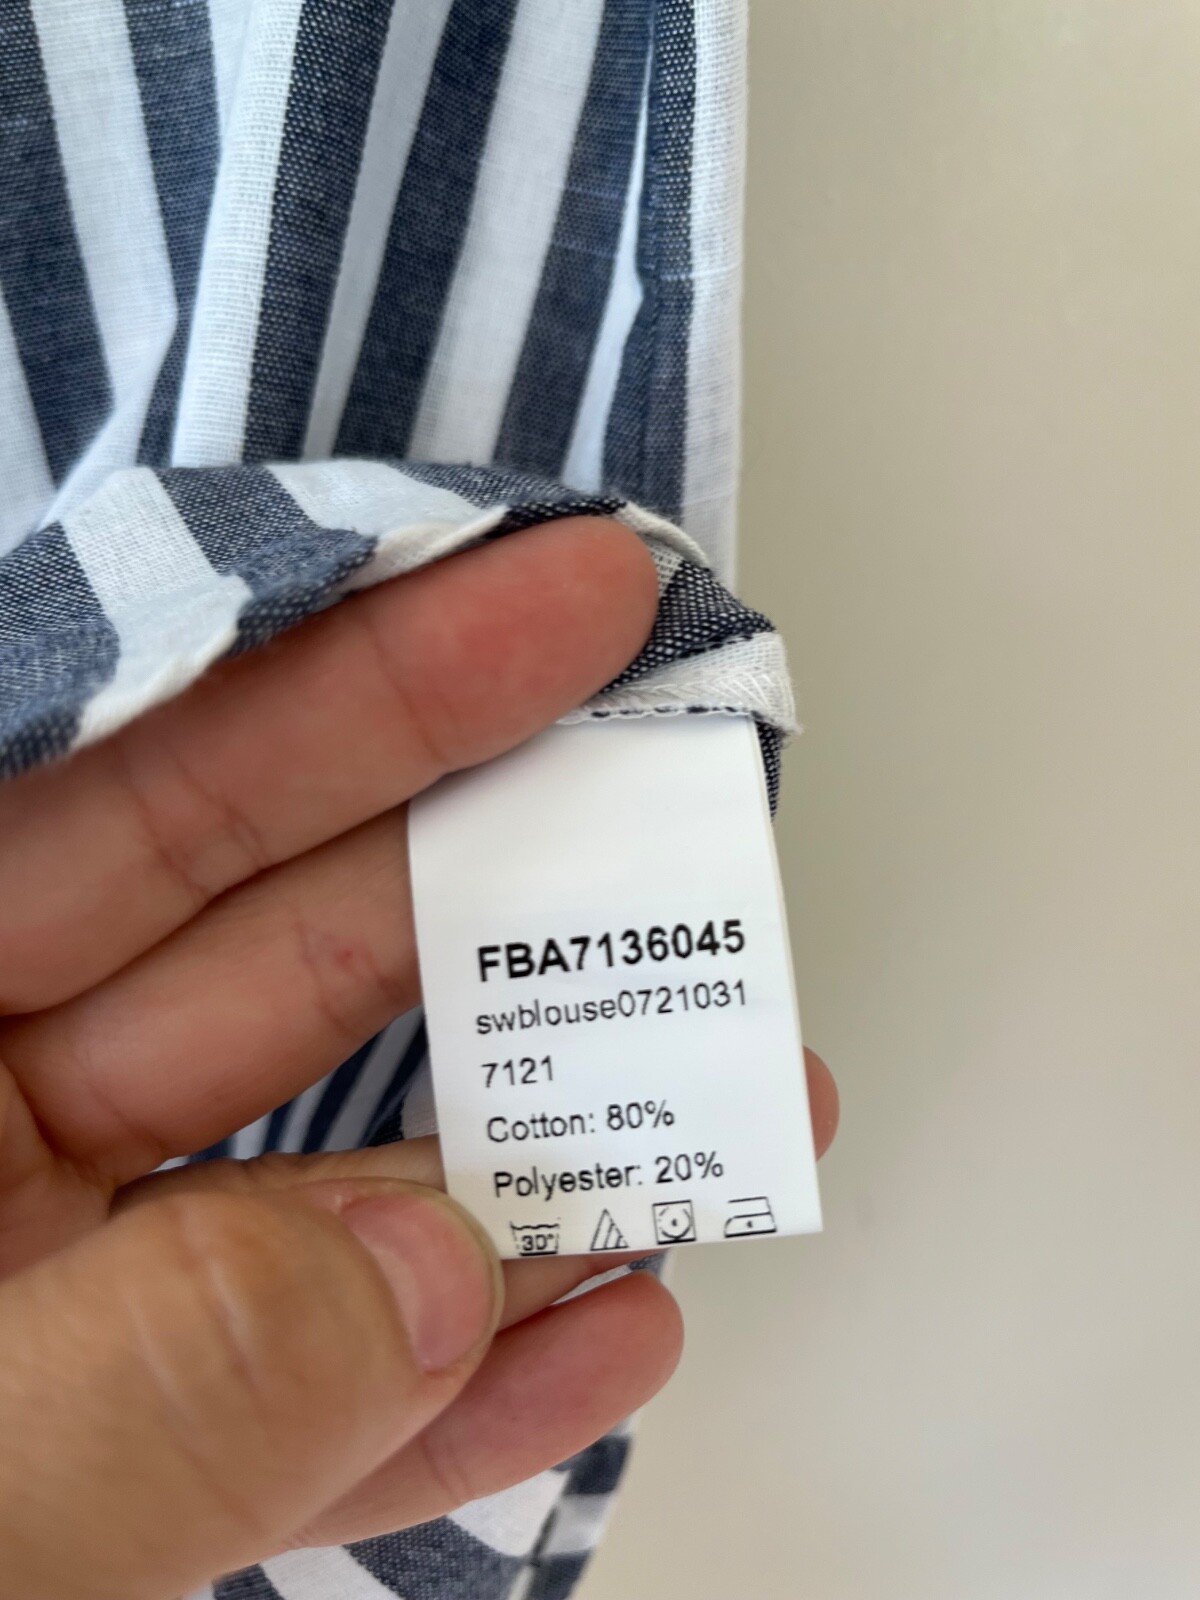 FBA7136045
swblouse0721031
7121
Cotton: 80%
Polyester: 20%
30°